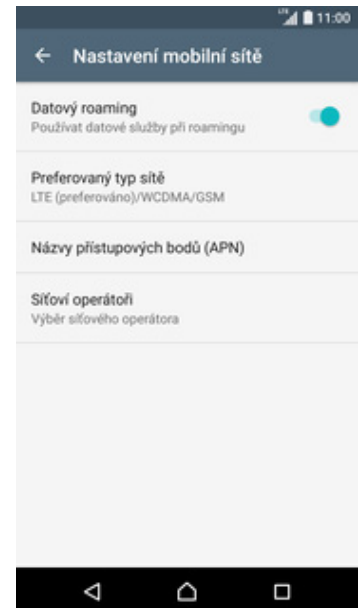 LTE 11:00
Nastavení mobilní sítě
Datový roaming
Používat datové služby při roamingu
Preferovaný typ sítě
LTE (preferováno)/WCDMA/GSM
Názvy přístupových bodů (APN)
Síťoví operátoři
Výběr síťového operátora